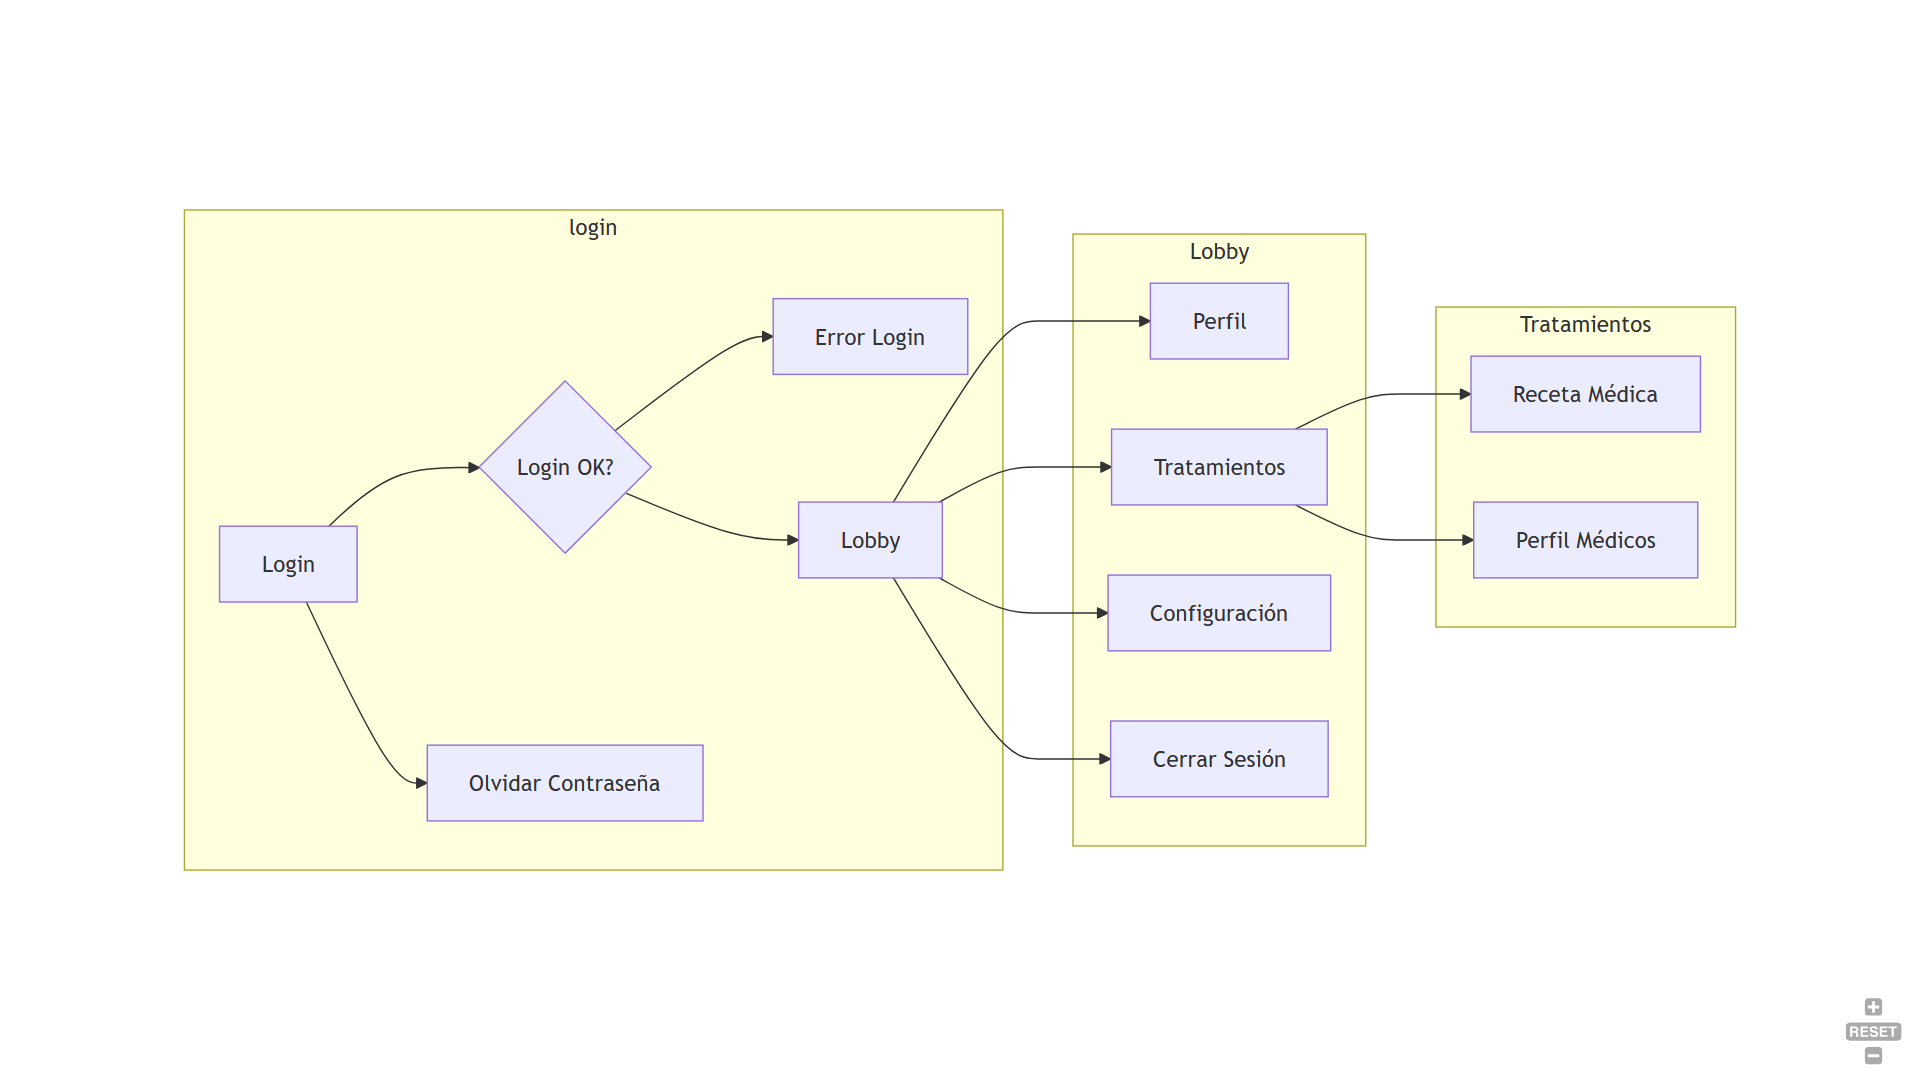 login
Login
Login OK?
Error Login
Lobby
Olvidar Contraseña
Lobby
Perfil
Tratamientos
Configuración
Cerrar Sesión
Tratamientos
Receta Médica
Perfil Médicos
RESET